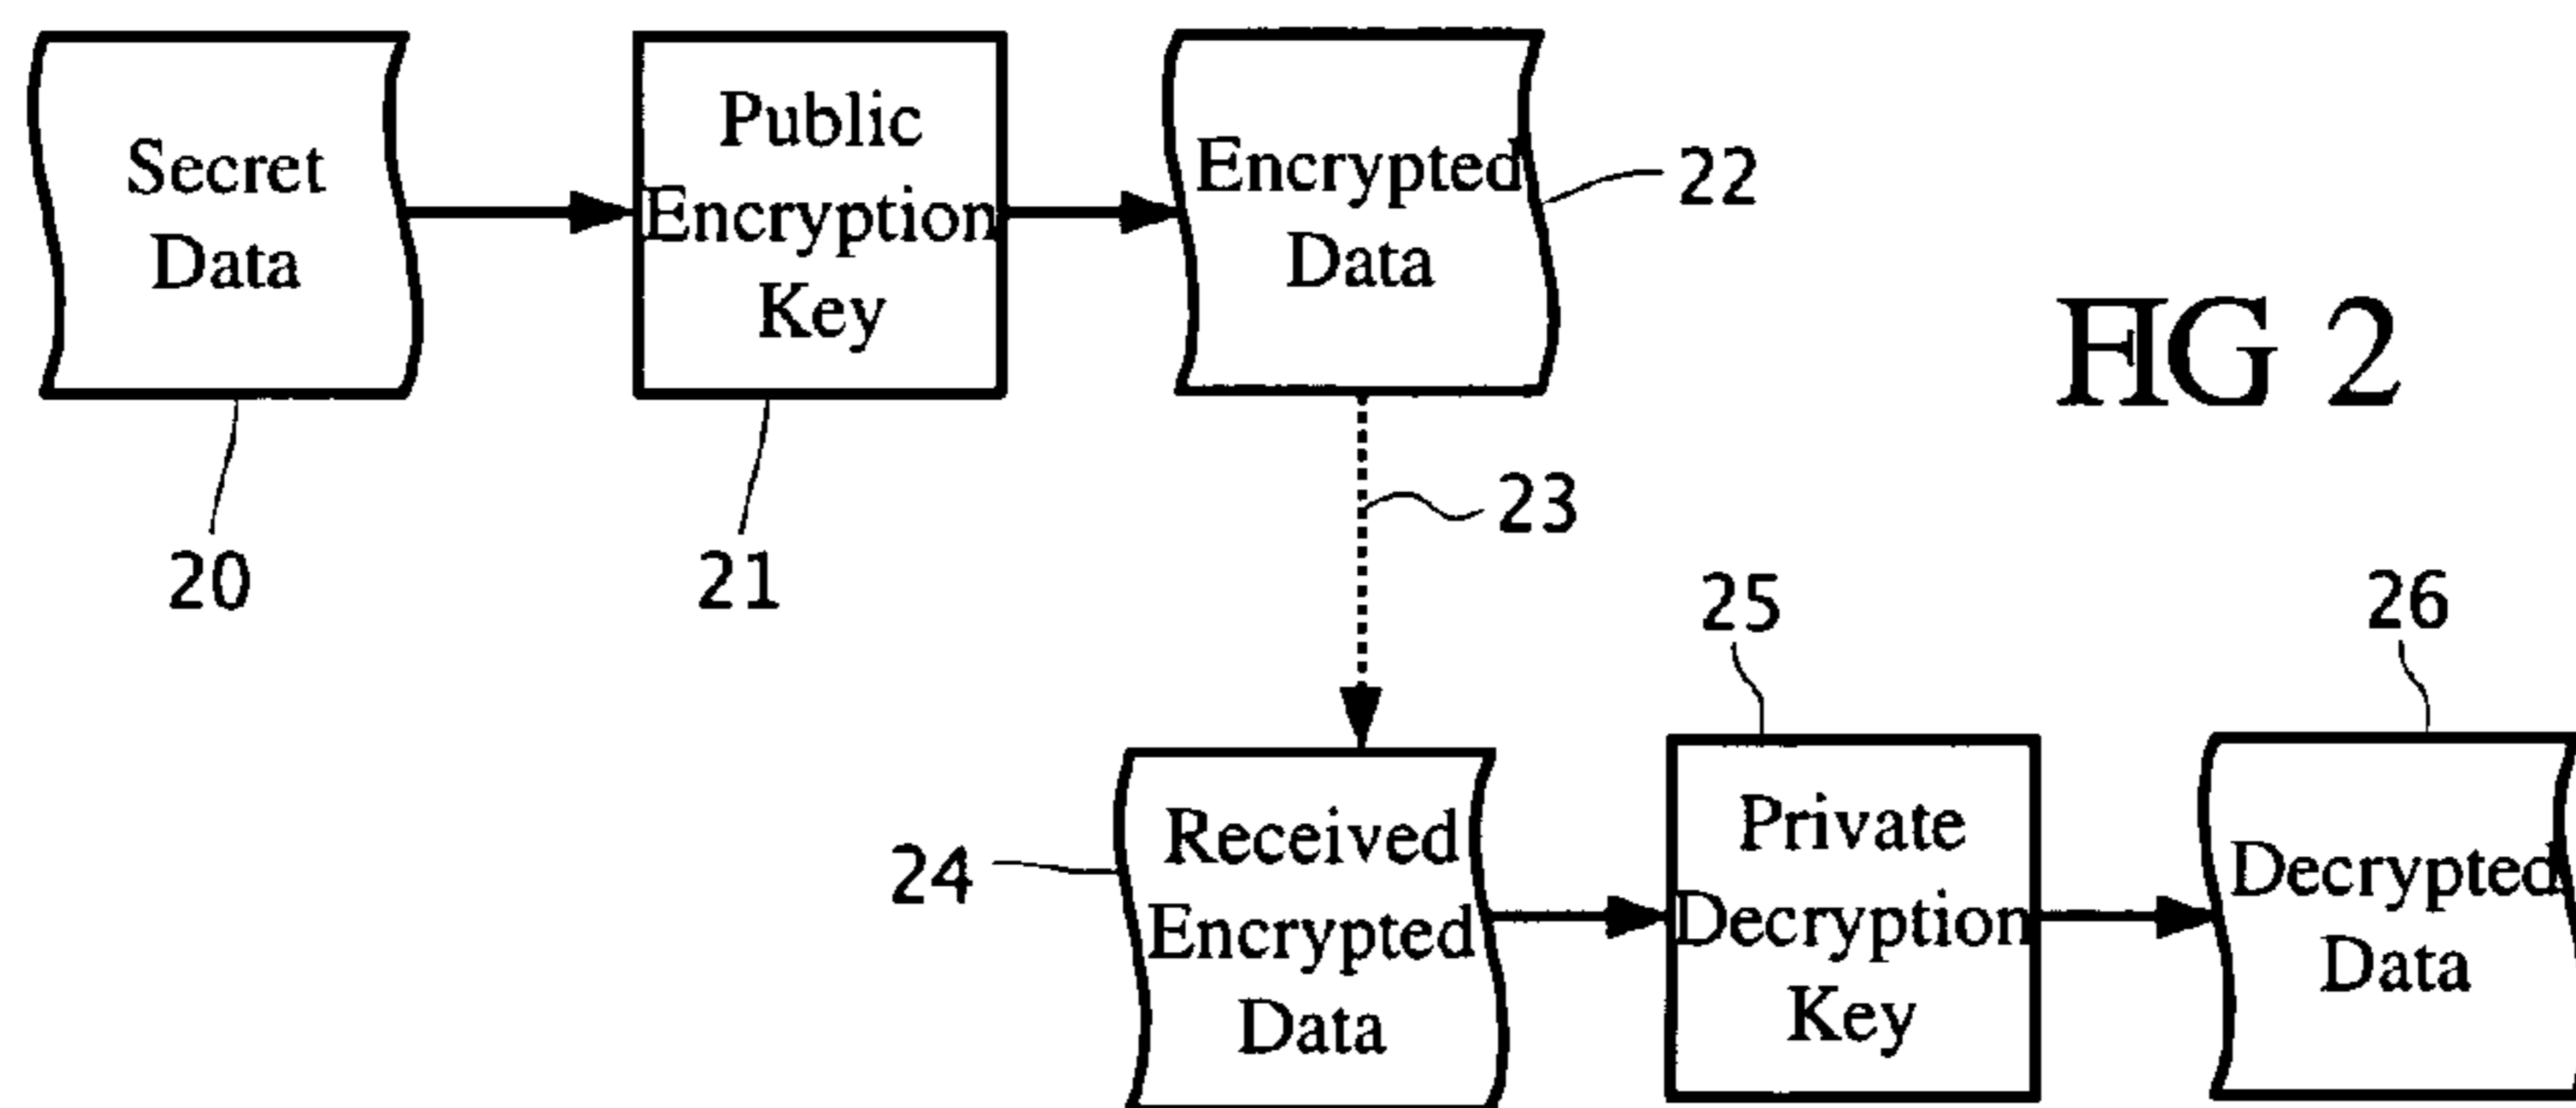 Secret
Data
Public
Encryption
Key
Encrypted
Data
22
FIG 2
23
20
21
25
26
24
Received
Encrypted
Data
Private
Decryption
Key
Decrypted
Data